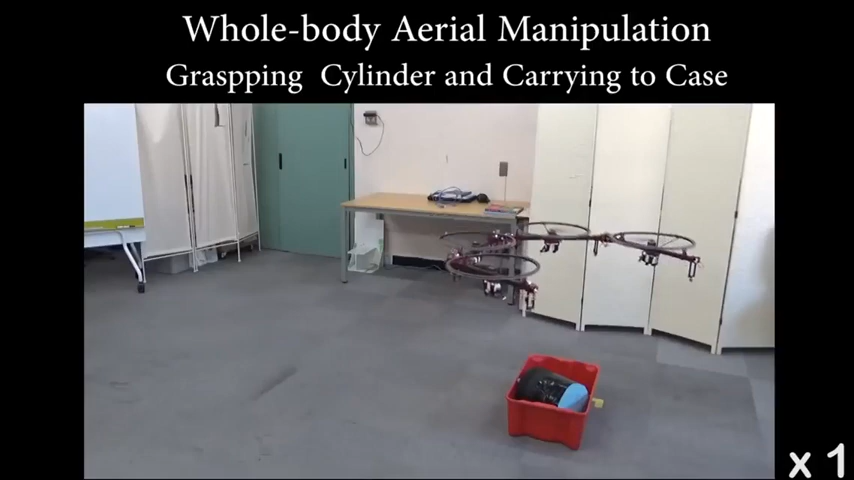 Whole-body Aerial Manipulation
Graspping Cylinder and Carrying to Case
x 1